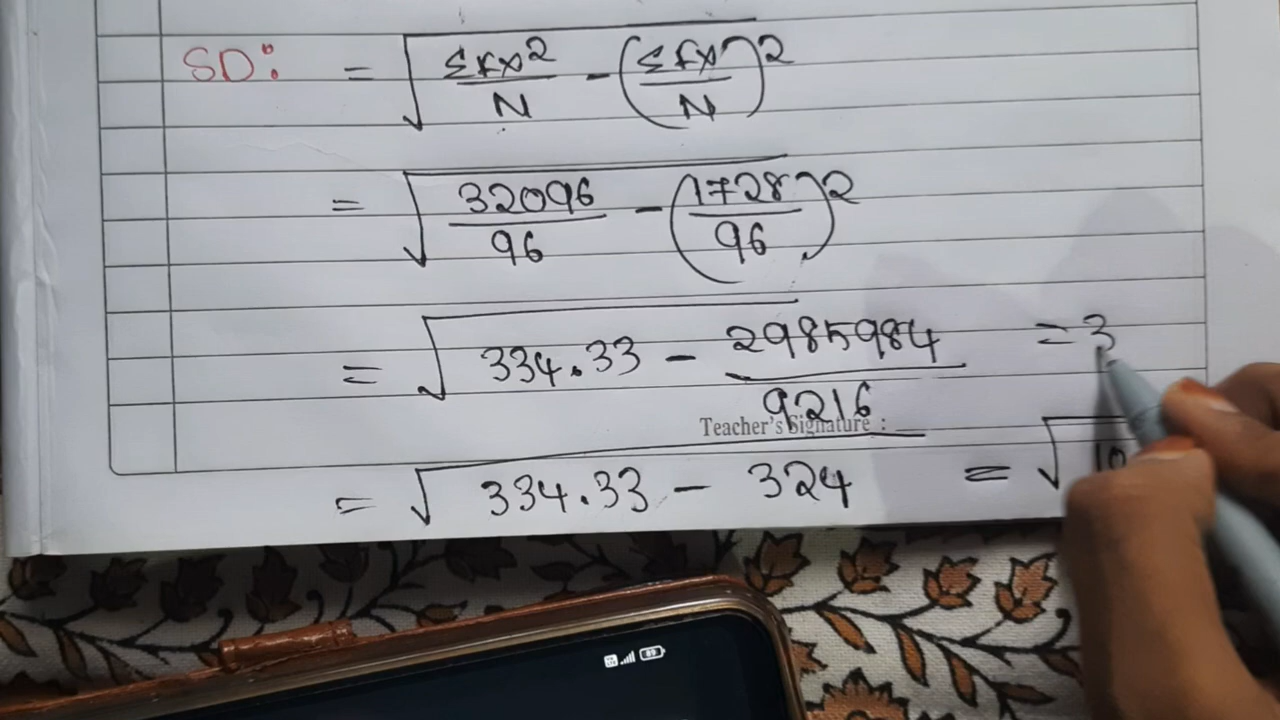 SD: = √ Σfx² / N - (Σfx / N)²
= √ 32096 / 96 - (1728 / 96)²
= √ 334.33 - 2985984 / 9216 = 3
Teacher's Signature :
= √ 334.33 - 324 = √ 10
89